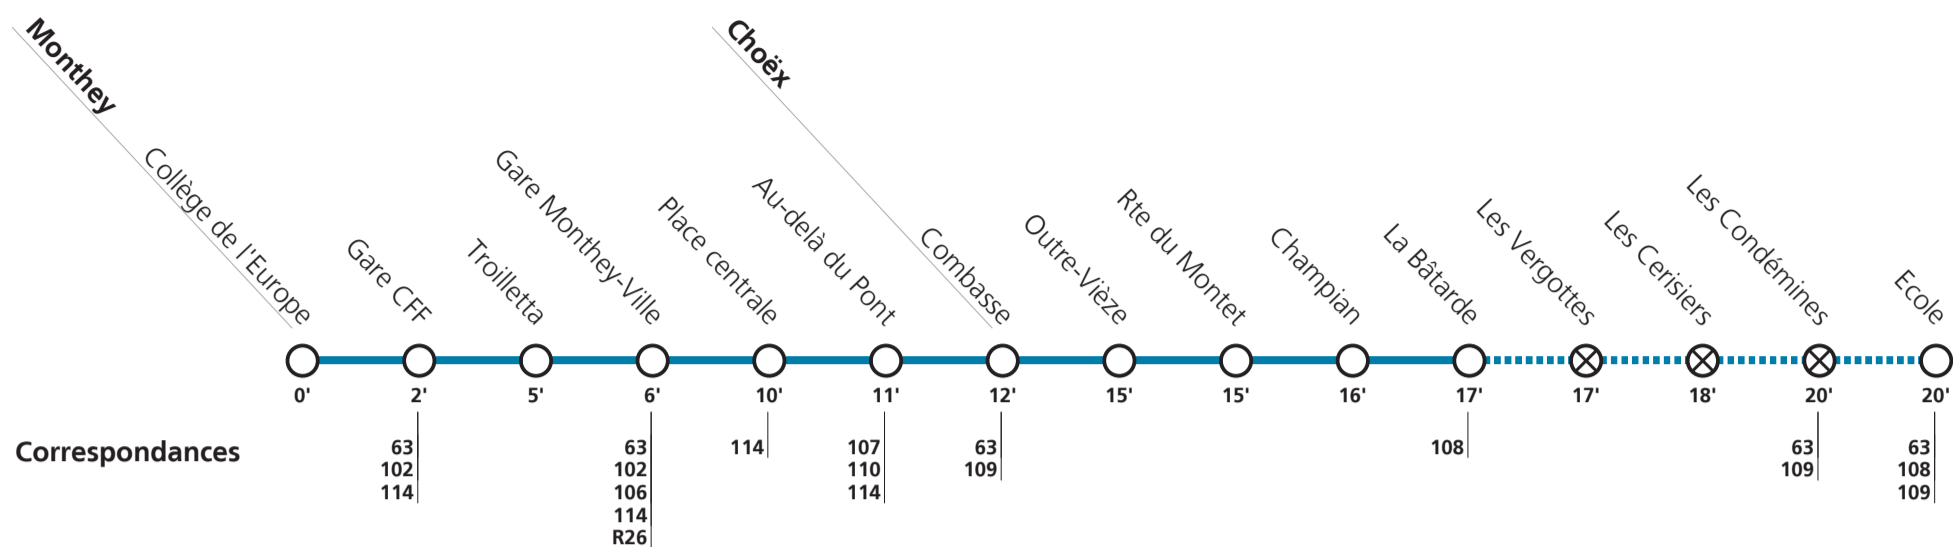 Monthey
Collège de l'Europe
Gare CFF
Troilletta
Gare Monthey-Ville
Place centrale
Au-delà du Pont
Choëx
Combasse
Outre-Vièze
Rte du Montet
Champian
La Bâtarde
Les Vergottes
Les Cerisiers
Les Condémines
Ecole
0' 2' 5' 6' 10' 11' 12' 15' 15' 16' 17' 17' 18' 20' 20'
Correspondances
63 63 114 107 63 108 63 63
102 102 110 109 109 108
114 106 114 109
114
R26